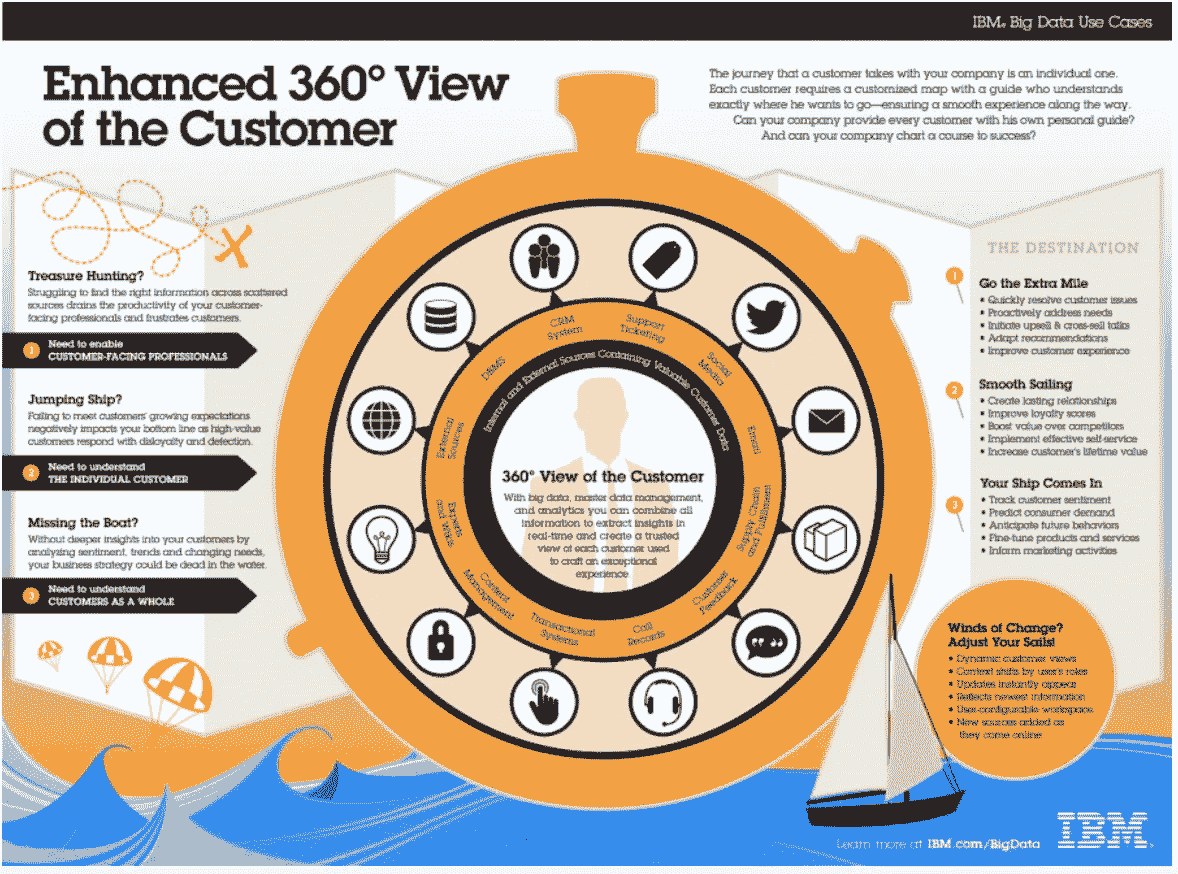 IBM® Big Data Use Cases
Enhanced 360° View
of the Customer
The journey that a customer takes with your company is an individual one.
Each customer requires a customized map with a guide who understands
exactly where he wants to go—ensuring a smooth experience along the way.
Can your company provide every customer with his own personal guide?
And can your company chart a course to success?
Treasure Hunting?
Struggling to find the right information across scattered
sources drains the productivity of your customer-
facing professionals and frustrates customers.
1 Need to enable
CUSTOMER-FACING PROFESSIONALS
Jumping Ship?
Failing to meet customers' growing expectations
negatively impacts your bottom line as high-value
customers respond with disloyalty and defection.
2 Need to understand
THE INDIVIDUAL CUSTOMER
Missing the Boat?
Without deeper insights into your customers by
analyzing sentiment, trends and changing needs,
your business strategy could be dead in the water.
3 Need to understand
CUSTOMERS AS A WHOLE
CRM
System
Support
Ticketing
Social
Media
Email
Supply Chain
and Fulfillment
Customer
Feedback
Call
Records
Transactional
Systems
Content
Management
Experts
and Wikis
External
Sources
DBMS
Internal and External Sources Containing Valuable Customer Data
360° View of the Customer
With big data, master data management,
and analytics you can combine all
information to extract insights in
real-time and create a trusted
view of each customer used
to craft an exceptional
experience
THE DESTINATION
1
Go the Extra Mile
• Quickly resolve customer issues
• Proactively address needs
• Initiate upsell & cross-sell talks
• Adapt recommendations
• Improve customer experience
2
Smooth Sailing
• Create lasting relationships
• Improve loyalty scores
• Boost value over competitors
• Implement effective self-service
• Increase customer's lifetime value
3
Your Ship Comes In
• Track customer sentiment
• Predict consumer demand
• Anticipate future behaviors
• Fine-tune products and services
• Inform marketing activities
Winds of Change?
Adjust Your Sails!
• Dynamic customer views
• Context shifts by user's roles
• Updates instantly appear
• Reflects newest information
• User-configurable workspace
• New sources added as
they come online
Learn more at IBM.com/BigData
IBM®